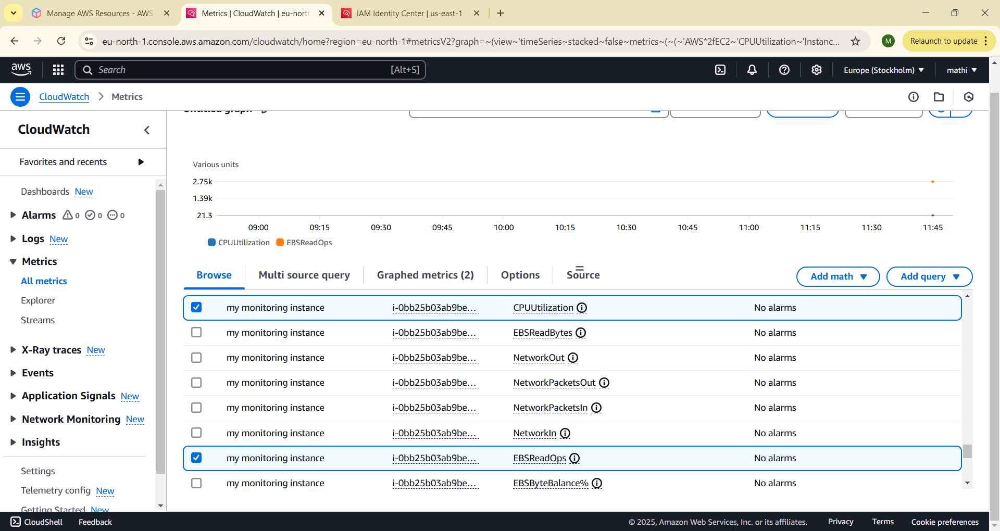 Manage AWS Resources - AWS
Metrics | CloudWatch | eu-north
IAM Identity Center | us-east-1
eu-north-1.console.aws.amazon.com/cloudwatch/home?region=eu-north-1#metricsV2?graph=~(view~'timeSeries~stacked~false~metrics~(~(~'AWS*2fEC2~'CPUUtilization~'Instanc...
M
Relaunch to update
aws
Search
[Alt+S]
Europe (Stockholm)
mathi
CloudWatch
Metrics
Untitled graph
CloudWatch
Favorites and recents
Dashboards New
Alarms 0 0 0
Logs New
Metrics
All metrics
Explorer
Streams
X-Ray traces New
Events
Application Signals New
Network Monitoring New
Insights
Settings
Telemetry config New
Getting Started New
Various units
2.75k
1.39k
21.3
09:00 09:15 09:30 09:45 10:00 10:15 10:30 10:45 11:00 11:15 11:30 11:45
CPUUtilization EBSReadOps
Browse Multi source query Graphed metrics (2) Options Source Add math Add query
my monitoring instance i-0bb25b03ab9be... CPUUtilization No alarms
my monitoring instance i-0bb25b03ab9be... EBSReadBytes No alarms
my monitoring instance i-0bb25b03ab9be... NetworkOut No alarms
my monitoring instance i-0bb25b03ab9be... NetworkPacketsOut No alarms
my monitoring instance i-0bb25b03ab9be... NetworkPacketsIn No alarms
my monitoring instance i-0bb25b03ab9be... NetworkIn No alarms
my monitoring instance i-0bb25b03ab9be... EBSReadOps No alarms
my monitoring instance i-0bb25b03ab9be... EBSByteBalance% No alarms
CloudShell Feedback © 2025, Amazon Web Services, Inc. or its affiliates. Privacy Terms Cookie preferences